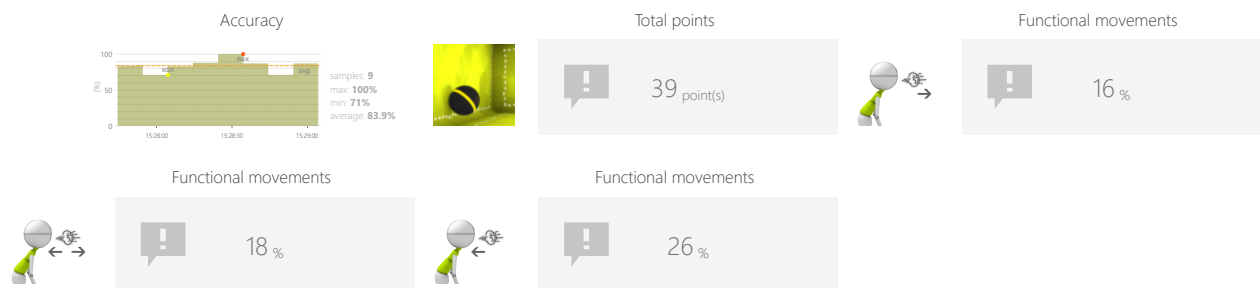 Accuracy
100
50
0
(%)
min
max
avg
15:28:00
15:28:30
15:29:00
samples: 9
max: 100%
min: 71%
average: 83.9%
Total points
39 point(s)
Functional movements
16 %
Functional movements
18 %
Functional movements
26 %